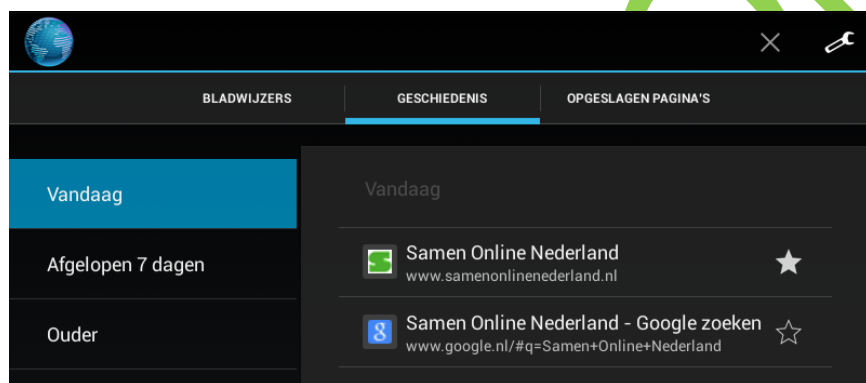 BLADWIJZERS
GESCHIEDENIS
OPGESLAGEN PAGINA'S
Vandaag
Afgelopen 7 dagen
Ouder
Vandaag
Samen Online Nederland
www.samenonlinenederland.nl
Samen Online Nederland - Google zoeken
www.google.nl/#q=Samen+Online+Nederland